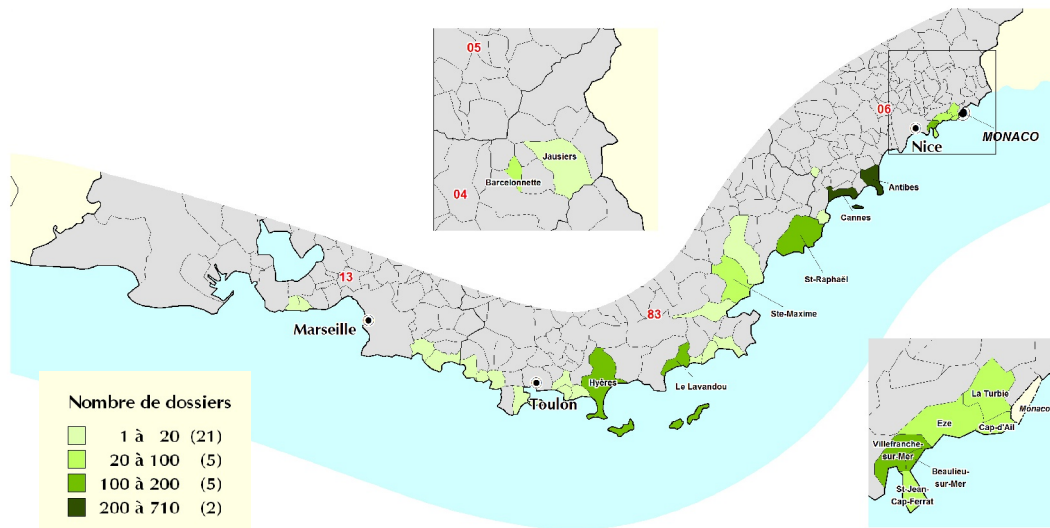 05
Jausiers
Barcelonnette
04
06
MONACO
Nice
Antibes
Cannes
St-Raphaël
Ste-Maxime
13
83
Marseille
Hyères
Le Lavandou
Toulon
Nombre de dossiers
1 à 20 (21)
20 à 100 (5)
100 à 200 (5)
200 à 710 (2)
La Turbie
Monaco
Eze
Cap-d'Ail
Villefranche-
sur-Mer
Beaulieu-
sur-Mer
St-Jean-
Cap-Ferrat